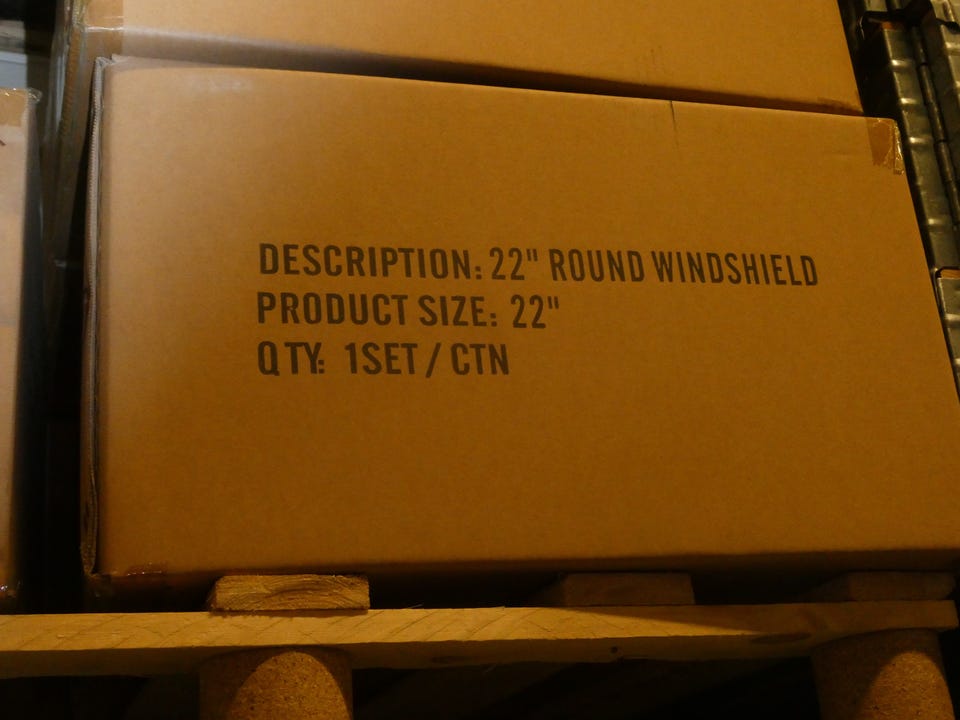 DESCRIPTION: 22" ROUND WINDSHIELD
PRODUCT SIZE: 22"
QTY: 1SET / CTN